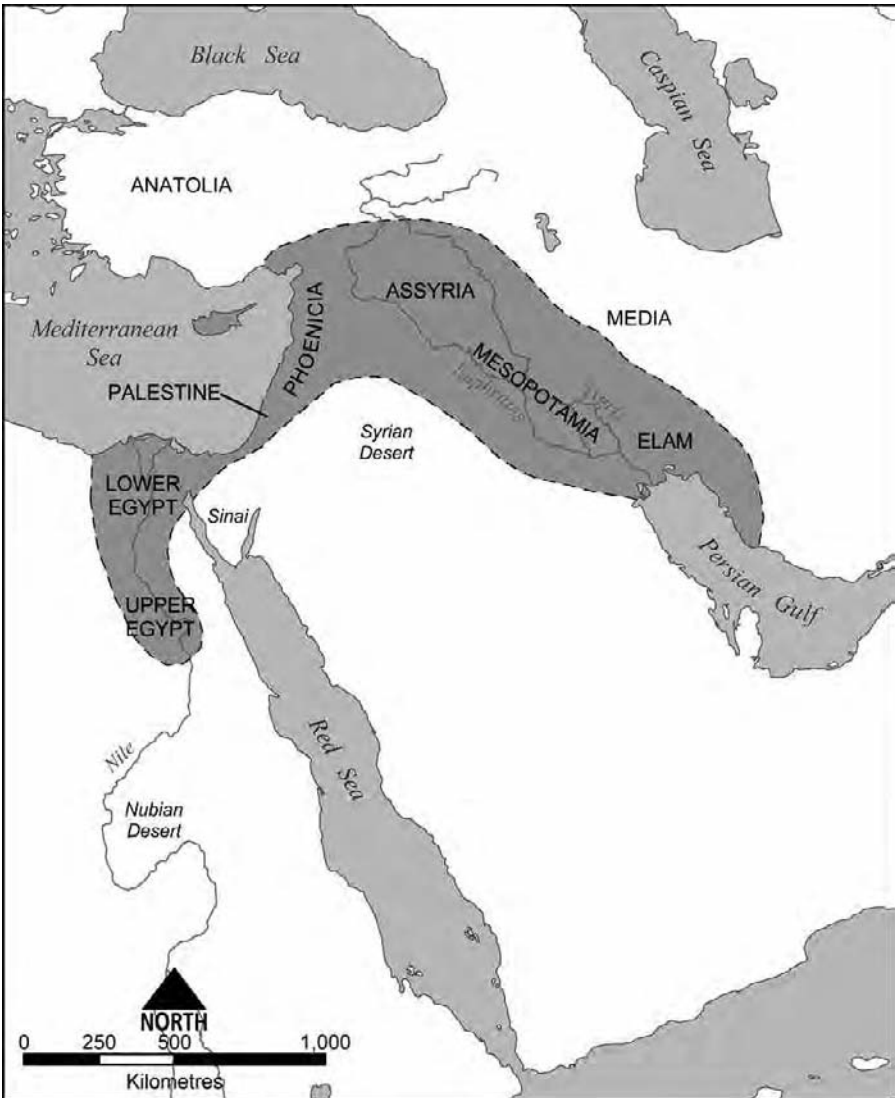 Black Sea
Caspian
Sea
ANATOLIA
ASSYRIA
MEDIA
Mediterranean
Sea
PHOENICIA
MESOPOTAMIA
Euphrates
Tigris
PALESTINE
ELAM
Syrian
Desert
LOWER
EGYPT
Sinai
Persian Gulf
UPPER
EGYPT
Red
Sea
Nile
Nubian
Desert
NORTH
0 250 500 1,000
Kilometres